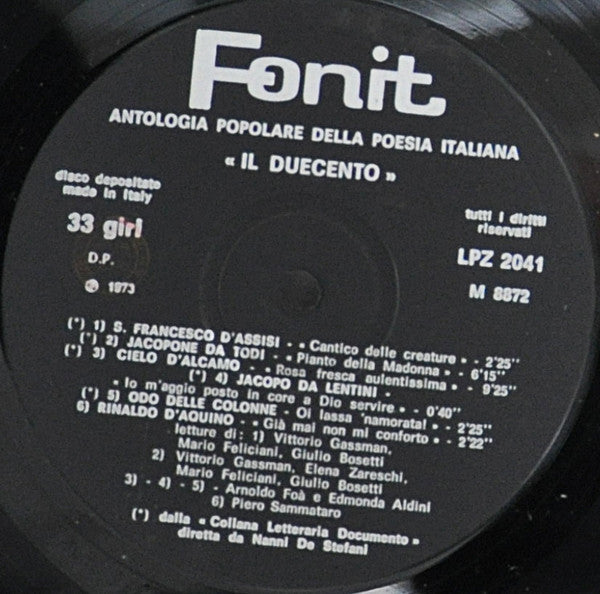 Fonit
ANTOLOGIA POPOLARE DELLA POESIA ITALIANA
« IL DUECENTO »
disco depositato
made in Italy
tutti i diritti
riservati
33 giri
D.P.
LPZ 2041
℗ 1973
M 8872
(*) 1) S. FRANCESCO D'ASSISI - « Cantico delle creature » - 2'25''
(*) 2) JACOPONE DA TODI - « Pianto della Madonna » - 6'15''
(*) 3) CIELO D'ALCAMO - « Rosa fresca aulentissima » - 9'25''
(*) 4) JACOPO DA LENTINI -
« Io m'aggio posto in core a Dio servire » - 0'40''
(*) 5) ODO DELLE COLONNE - Oi lassa 'namorata! » - 2'25''
6) RINALDO D'AQUINO - « Già mai non mi conforto » - 2'22''
letture di: 1) Vittorio Gassman,
Mario Feliciani, Giulio Bosetti
2) Vittorio Gassman, Elena Zareschi,
Mario Feliciani, Giulio Bosetti
3) - 4) - 5) - Arnoldo Foà e Edmonda Aldini
6) Piero Sammataro
(*) dalla « Collana Letteraria Documento »
diretta da Nanni De Stefani